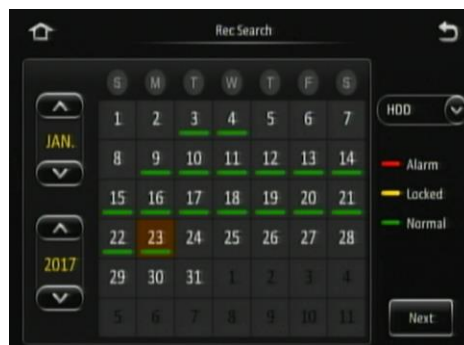 Rec Search
S M T W T F S
1 2 3 4 5 6 7
8 9 10 11 12 13 14
15 16 17 18 19 20 21
22 23 24 25 26 27 28
29 30 31 1 2 3 4
5 6 7 8 9 10 11
JAN.
2017
HDD
Alarm
Locked
Normal
Next